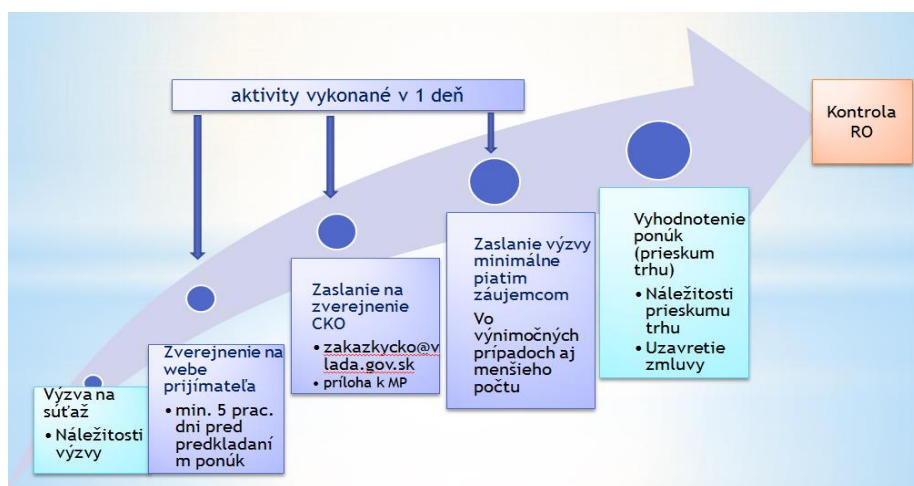 aktivity vykonané v 1 deň
Kontrola
RO
Výzva na
súťaž
• Náležitosti
výzvy
Zverejnenie na
webe
prijímateľa
• min. 5 prac.
dni pred
predkladaní
m ponúk
Zaslanie na
zverejnenie
CKO
• zakazkycko@v
lada.gov.sk
• príloha k MP
Zaslanie výzvy
minimálne
piatim
záujemcom
Vo
výnimočných
prípadoch aj
menšieho
počtu
Vyhodnotenie
ponúk
(prieskum
trhu)
• Náležitosti
prieskumu
trhu
• Uzavretie
zmluvy